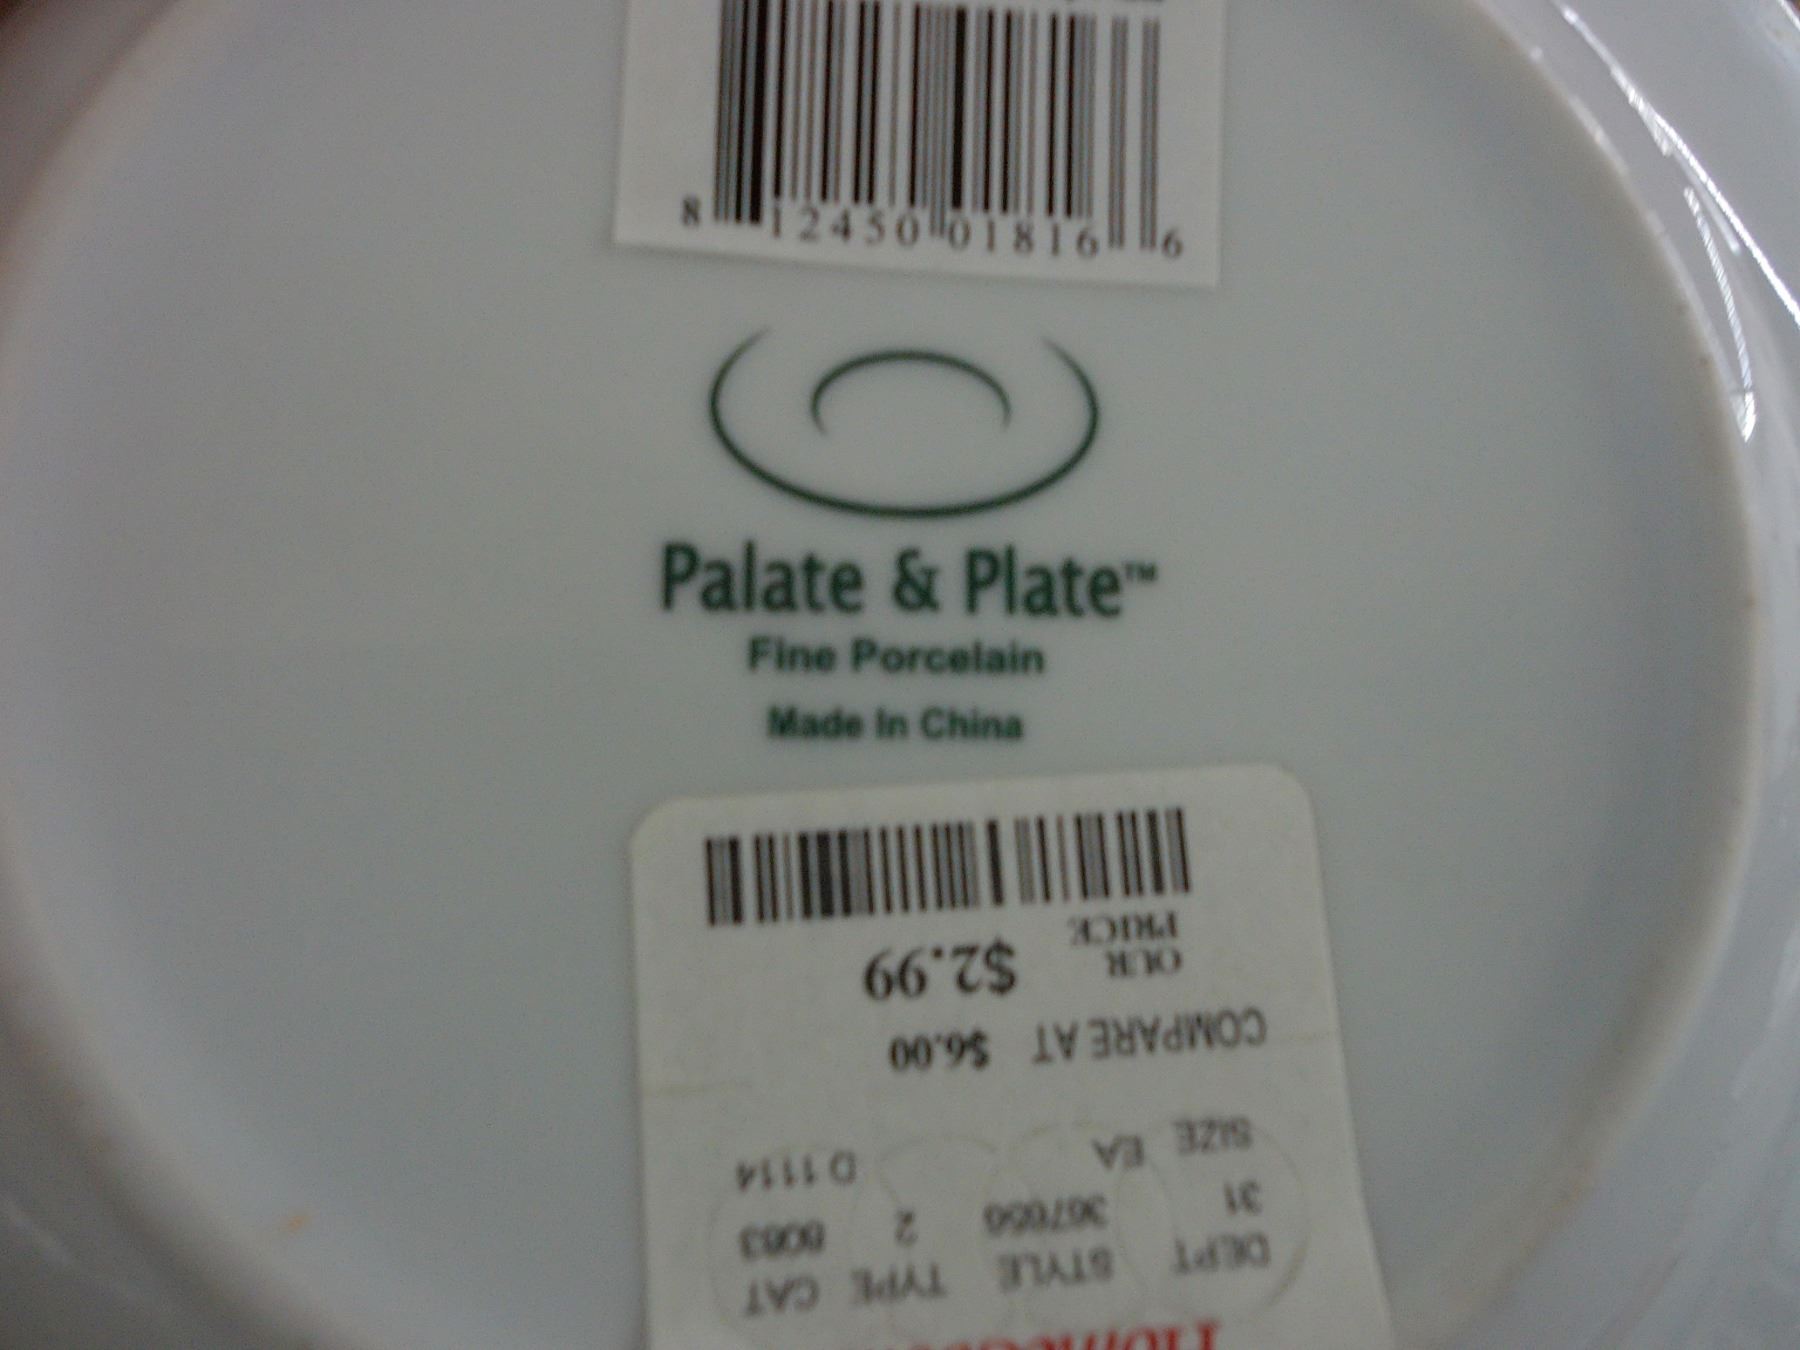 8 12450 01816 6
Palate & Plate™
Fine Porcelain
Made In China
DEPT STYLE TYPE CAT
31 367656 2 6063
SIZE EA D 1114
COMPARE AT $6.00
OUR PRICE $2.99